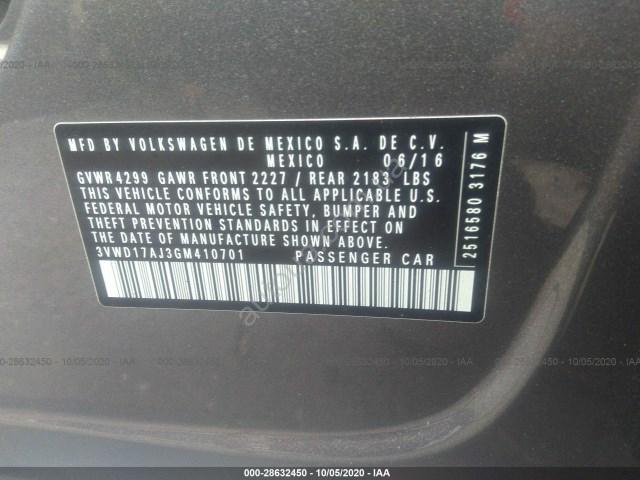 MFD BY VOLKSWAGEN DE MEXICO S.A. DE C.V.
MEXICO 06/16
GVWR 4299 GAWR FRONT 2227 / REAR 2183 LBS
THIS VEHICLE CONFORMS TO ALL APPLICABLE U.S.
FEDERAL MOTOR VEHICLE SAFETY, BUMPER AND
THEFT PREVENTION STANDARDS IN EFFECT ON
THE DATE OF MANUFACTURE SHOWN ABOVE.
3VWD17AJ3GM410701 PASSENGER CAR
2516580 3176 M
000-28632450 - 10/05/2020 - IAA